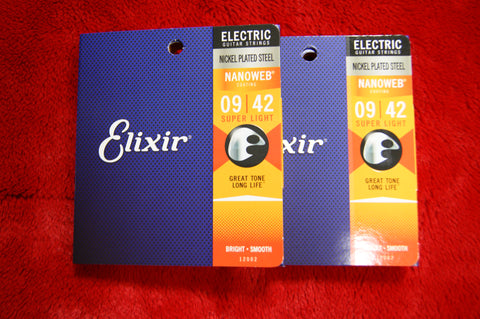 ELECTRIC
GUITAR STRINGS
NICKEL PLATED STEEL
NANOWEB®
COATING
09 | 42
SUPER LIGHT
Elixir®
GREAT TONE
LONG LIFE
BRIGHT • SMOOTH
12002
ELECTRIC
GUITAR STRINGS
NICKEL PLATED STEEL
NANOWEB®
COATING
09 | 42
SUPER LIGHT
xir®
GREAT TONE
LONG LIFE
• SMOOTH
12002